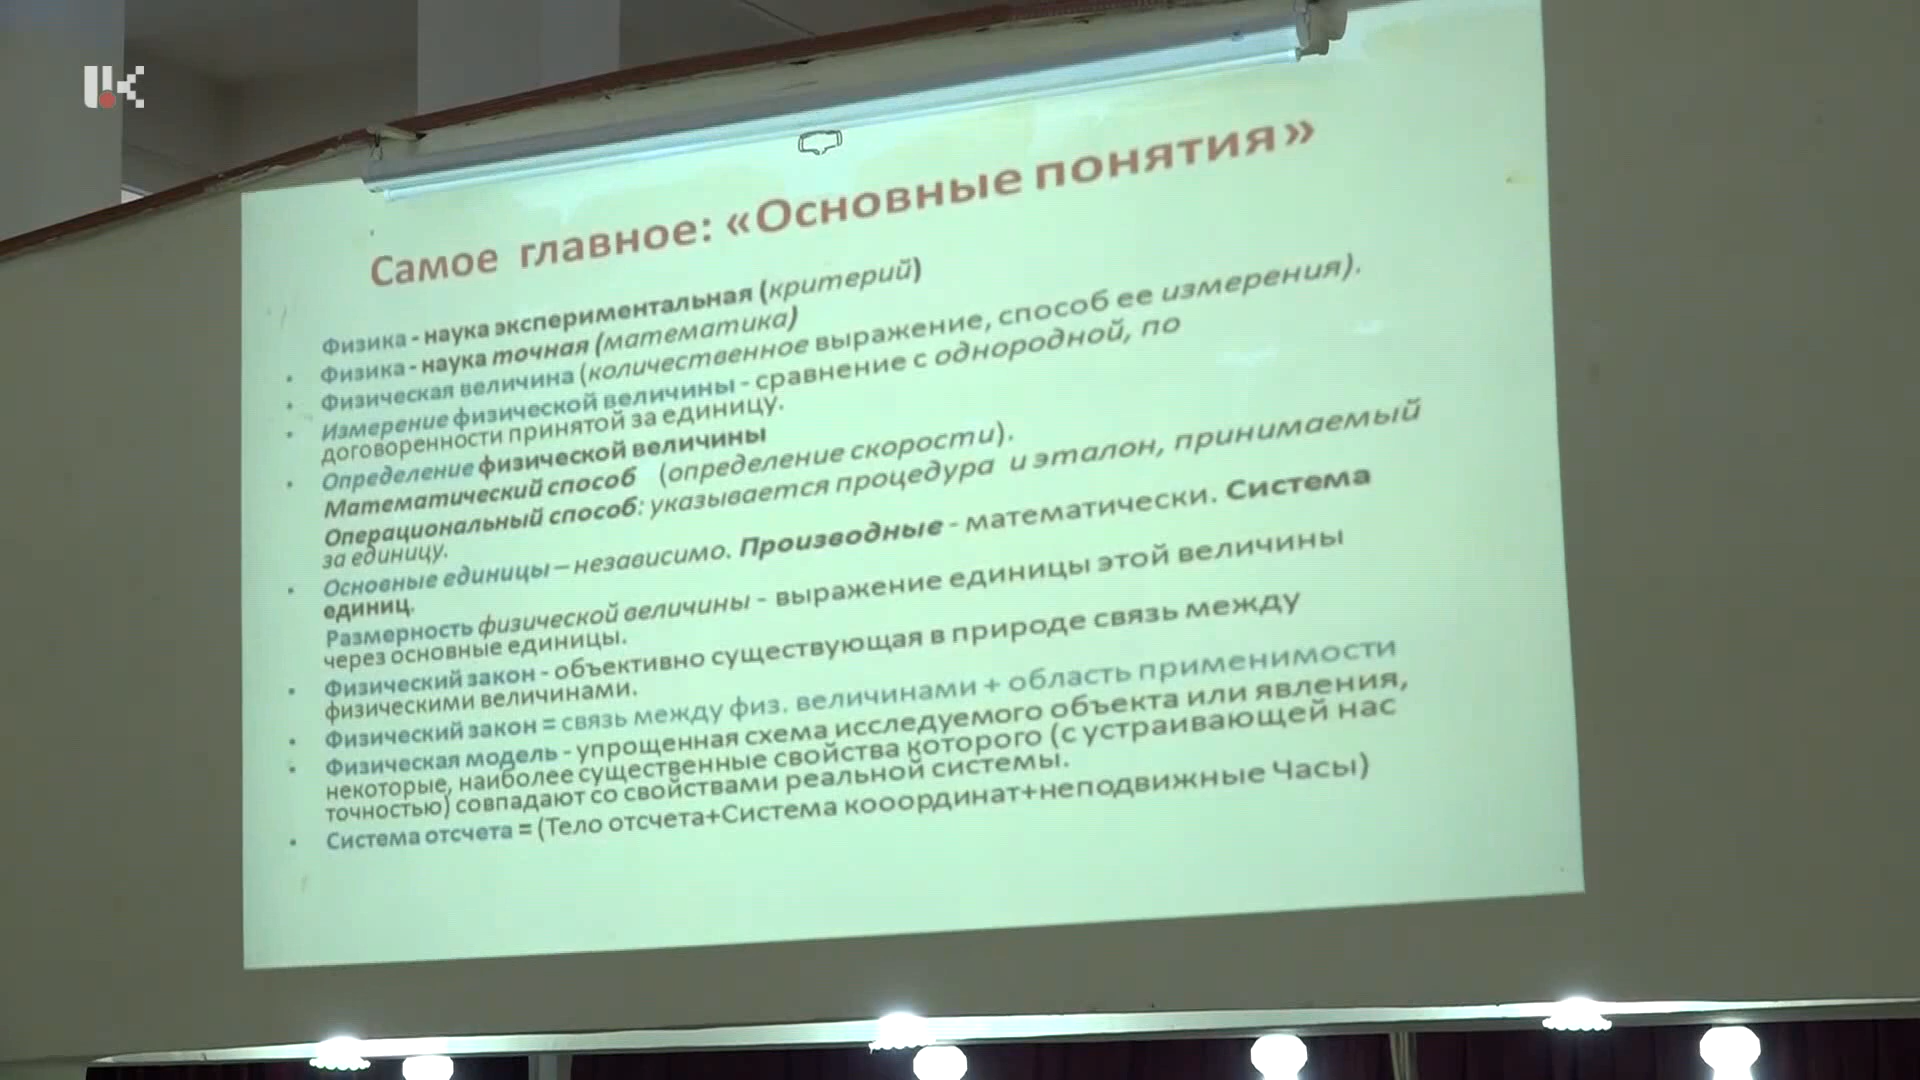 Самое главное: «Основные понятия»
Физика - наука экспериментальная (критерий)
• Физика - наука точная (математика)
• Физическая величина (количественное выражение, способ ее измерения).
• Измерение физической величины - сравнение с однородной, по
договоренности принятой за единицу.
• Определение физической величины
Математический способ (определение скорости).
Операциональный способ: указывается процедура и эталон, принимаемый
за единицу.
• Основные единицы – независимо. Производные - математически. Система
единиц.
Размерность физической величины - выражение единицы этой величины
через основные единицы.
• Физический закон - объективно существующая в природе связь между
физическими величинами.
• Физический закон = связь между физ. величинами + область применимости
• Физическая модель - упрощенная схема исследуемого объекта или явления,
некоторые, наиболее существенные свойства которого (с устраивающей нас
точностью) совпадают со свойствами реальной системы.
• Система отсчета = (Тело отсчета+Система кооординат+неподвижные Часы)